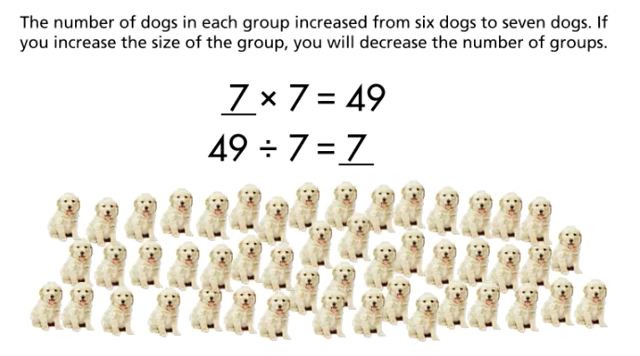 The number of dogs in each group increased from six dogs to seven dogs. If
you increase the size of the group, you will decrease the number of groups.
7 × 7 = 49
49 ÷ 7 = 7